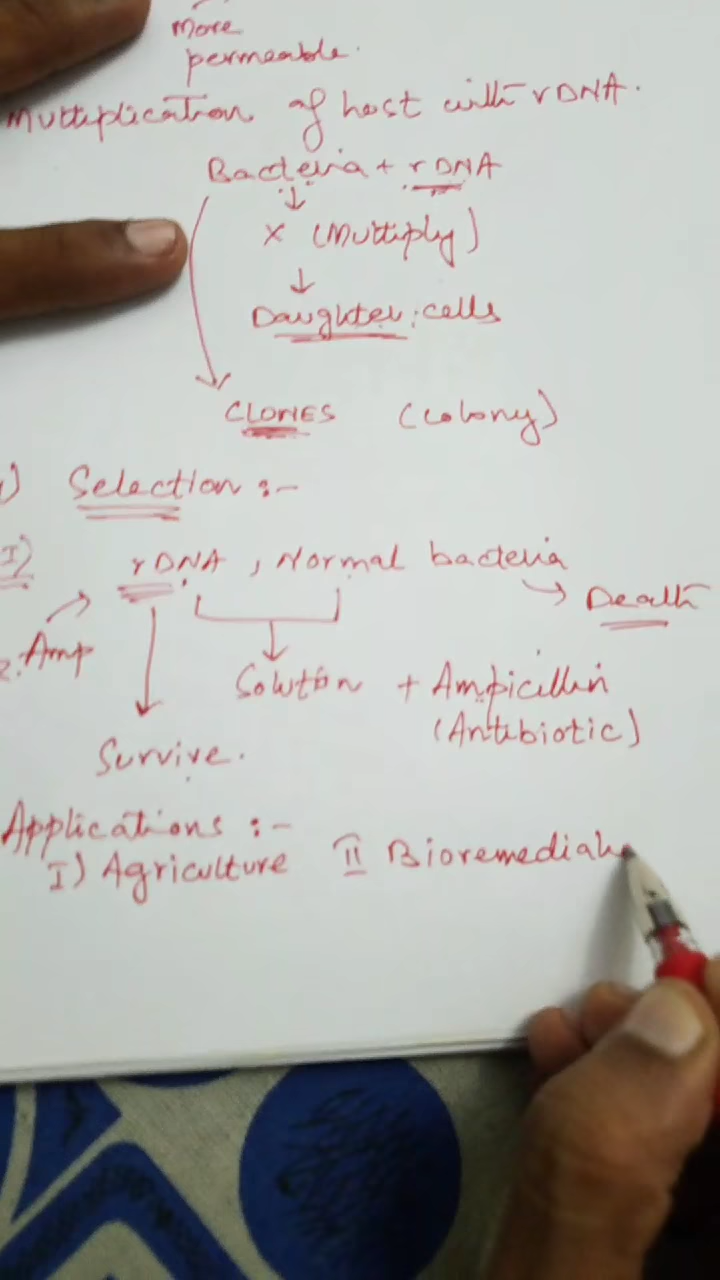 more
permeable.
Multiplication of host with rDNA.
Bacteria + rDNA
x (Multiply)
Daughter cells
CLONES (colony)
Selection :-
I) rDNA , Normal bacteria
Death
Amp
Solution + Ampicillin
(Antibiotic)
Survive.
Applications :-
I) Agriculture II Bioremediati